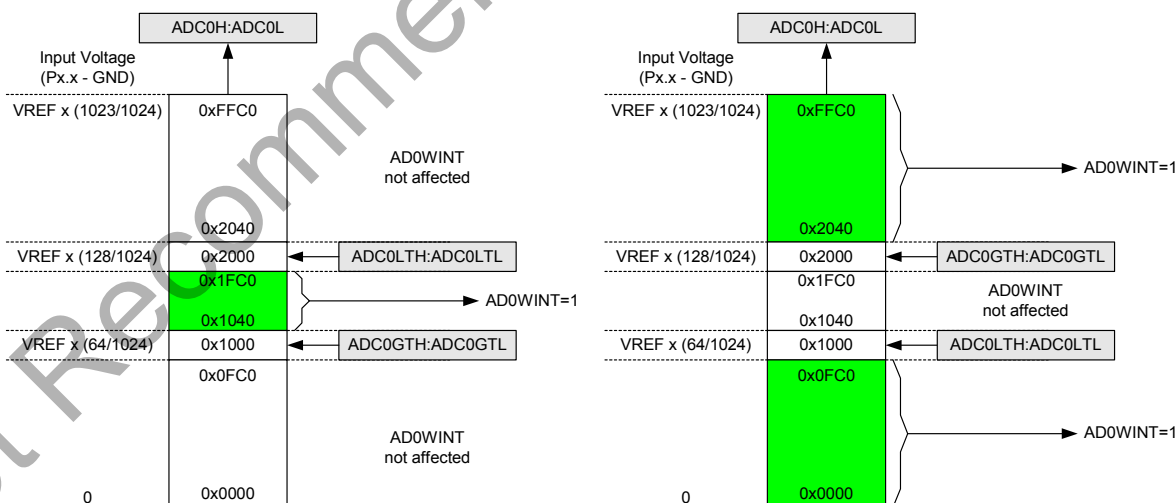 ADC0H:ADC0L
Input Voltage
(Px.x - GND)
VREF x (1023/1024)
0xFFC0
AD0WINT
not affected
0x2040
VREF x (128/1024)
0x2000
ADC0LTH:ADC0LTL
0x1FC0
AD0WINT=1
0x1040
VREF x (64/1024)
0x1000
ADC0GTH:ADC0GTL
0x0FC0
AD0WINT
not affected
0
0x0000
ADC0H:ADC0L
Input Voltage
(Px.x - GND)
VREF x (1023/1024)
0xFFC0
AD0WINT=1
0x2040
VREF x (128/1024)
0x2000
ADC0GTH:ADC0GTL
0x1FC0
AD0WINT
not affected
0x1040
VREF x (64/1024)
0x1000
ADC0LTH:ADC0LTL
0x0FC0
AD0WINT=1
0
0x0000